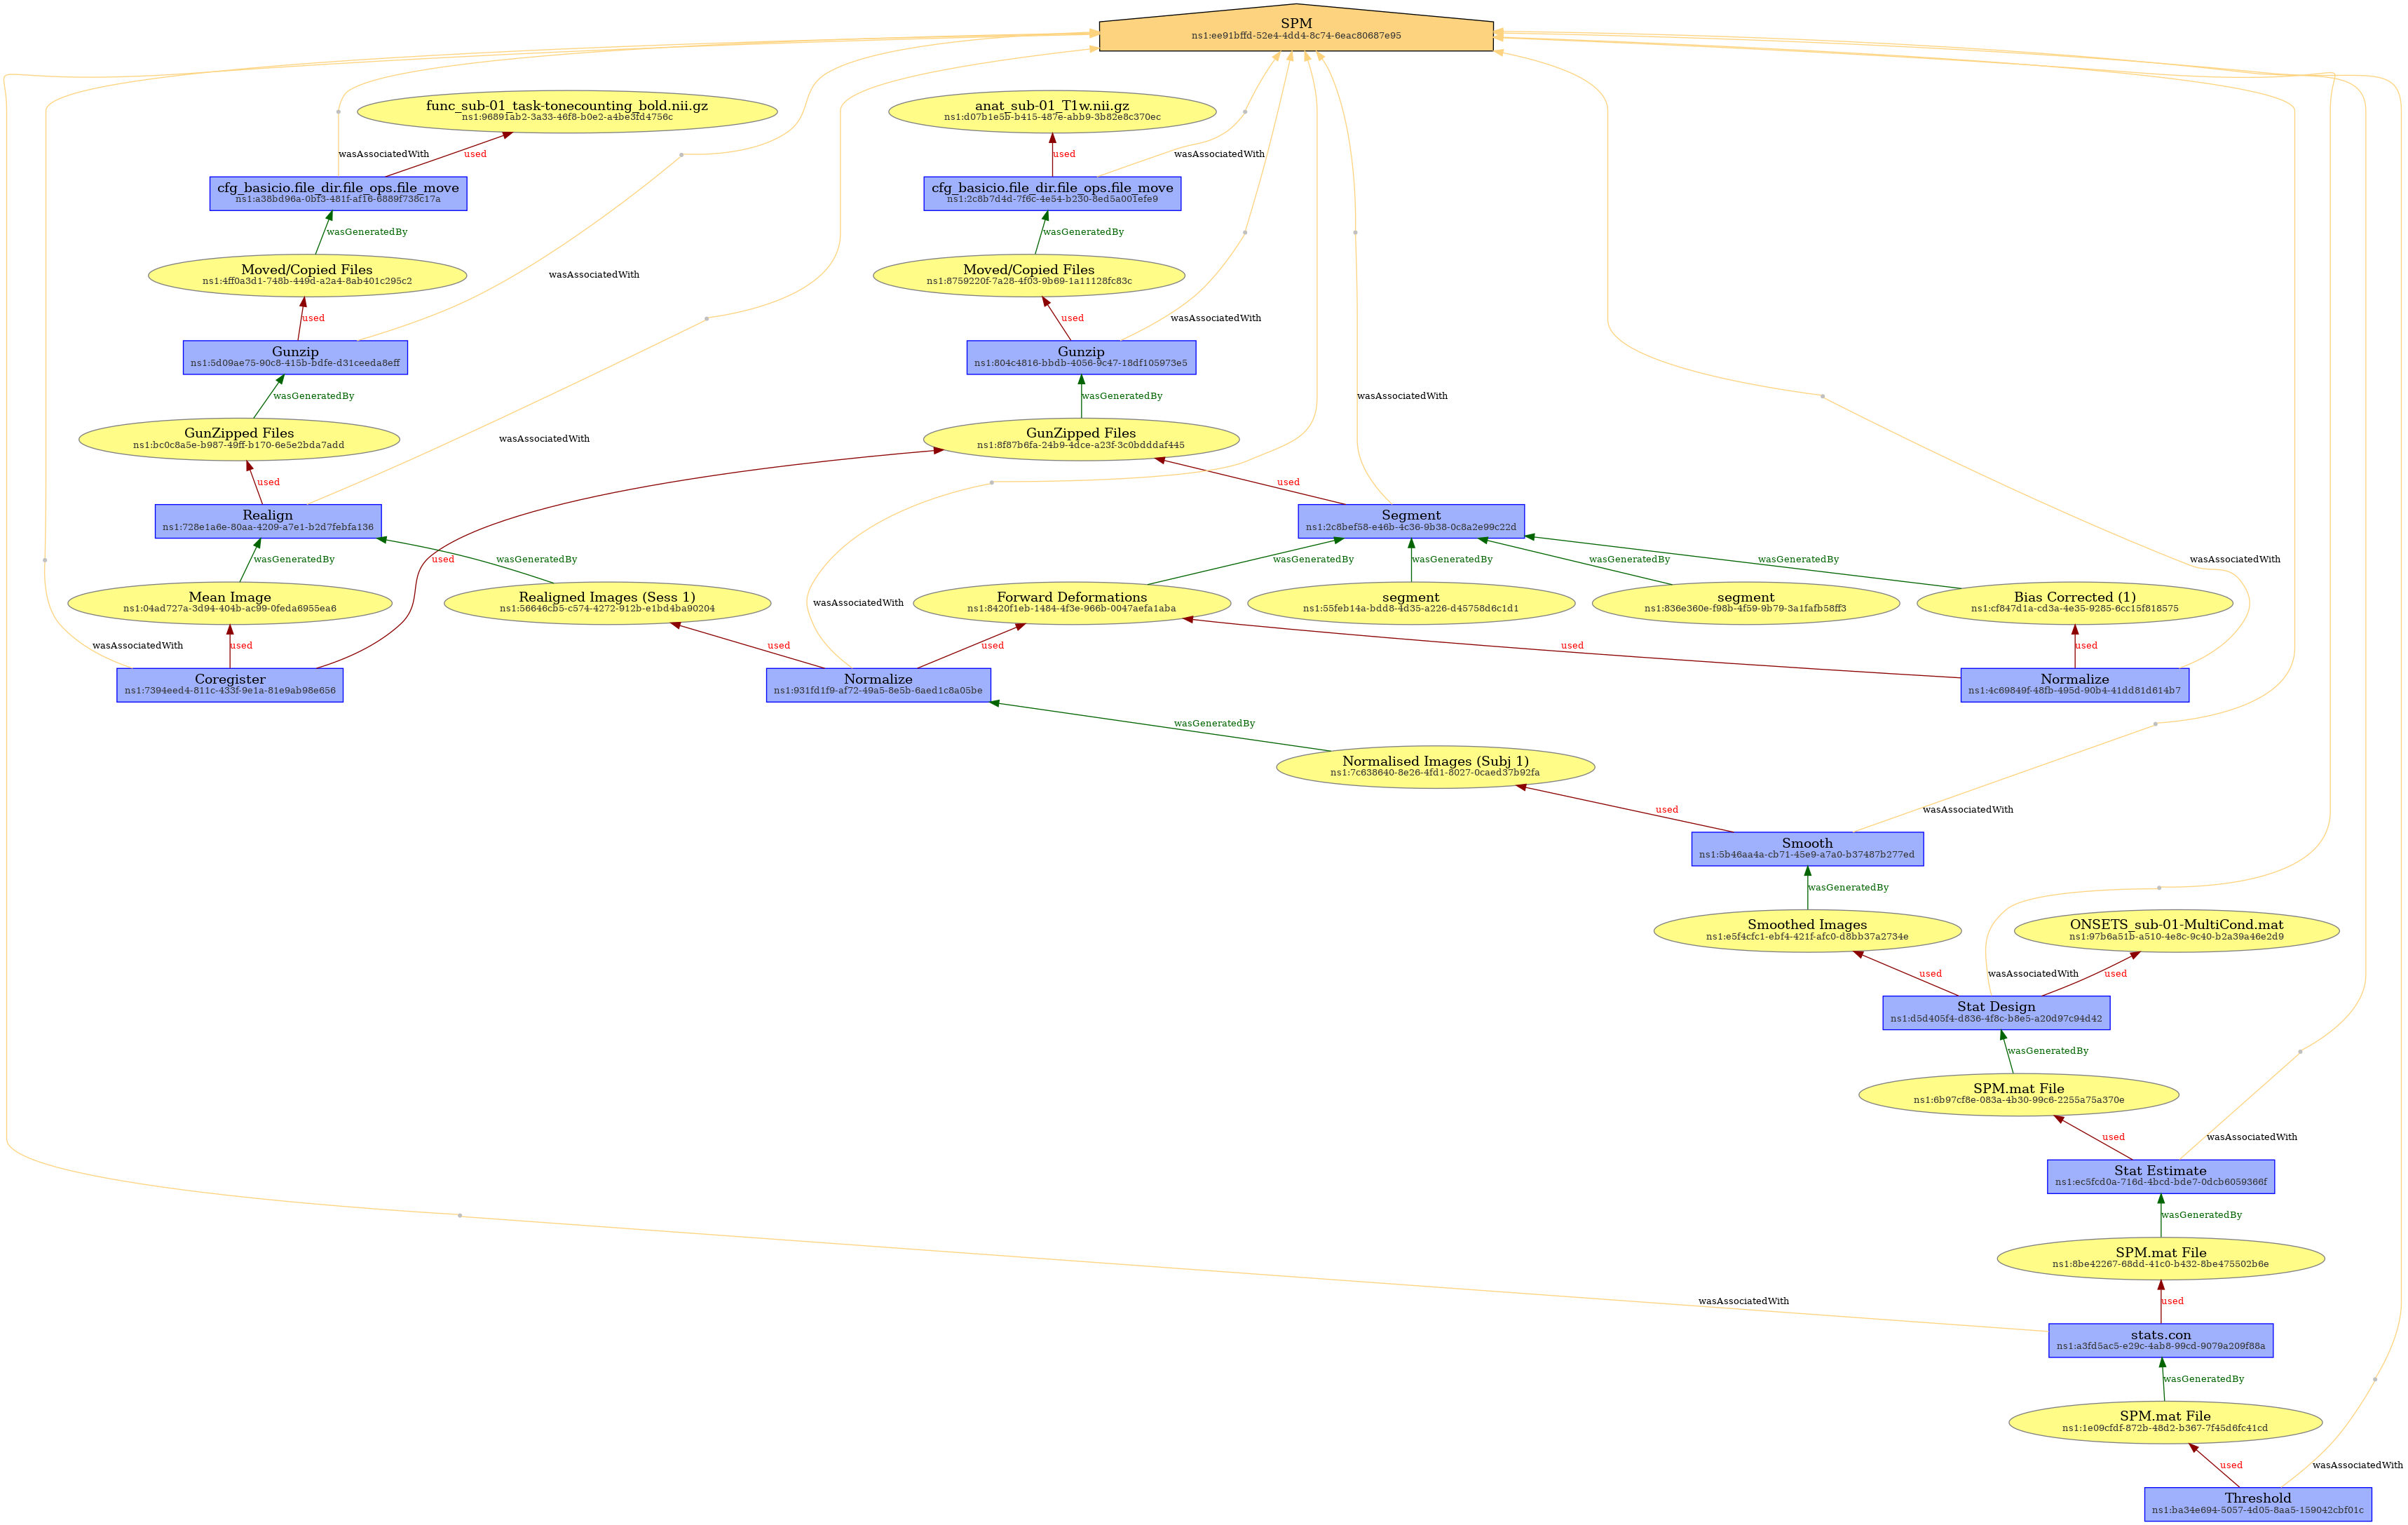 SPM
ns1:ee91bffd-52e4-4dd4-8c74-6eac80687e95
func_sub-01_task-tonecounting_bold.nii.gz
ns1:96891ab2-3a33-46f8-b0e2-a4be3fd4756c
anat_sub-01_T1w.nii.gz
ns1:d07b1e5b-b415-487e-abb9-3b82e8c370ec
wasAssociatedWith
used
used
wasAssociatedWith
cfg_basicio.file_dir.file_ops.file_move
ns1:a38bd96a-0bf3-481f-af16-6889f738c17a
cfg_basicio.file_dir.file_ops.file_move
ns1:2c8b7d4d-7f6c-4e54-b230-8ed5a001efe9
wasGeneratedBy
wasGeneratedBy
Moved/Copied Files
ns1:4ff0a3d1-748b-449d-a2a4-8ab401c295c2
wasAssociatedWith
Moved/Copied Files
ns1:8759220f-7a28-4f03-9b69-1a11128fc83c
used
used
wasAssociatedWith
Gunzip
ns1:5d09ae75-90c8-415b-bdfe-d31ceeda8eff
Gunzip
ns1:804c4816-bbdb-4056-9c47-18df105973e5
wasGeneratedBy
wasGeneratedBy
wasAssociatedWith
GunZipped Files
ns1:bc0c8a5e-b987-49ff-b170-6e5e2bda7add
wasAssociatedWith
GunZipped Files
ns1:8f87b6fa-24b9-4dce-a23f-3c0bdddaf445
used
used
Realign
ns1:728e1a6e-80aa-4209-a7e1-b2d7febfa136
Segment
ns1:2c8bef58-e46b-4c36-9b38-0c8a2e99c22d
wasGeneratedBy
used
wasGeneratedBy
wasGeneratedBy
wasGeneratedBy
wasGeneratedBy
wasGeneratedBy
wasAssociatedWith
Mean Image
ns1:04ad727a-3d94-404b-ac99-0feda6955ea6
Realigned Images (Sess 1)
ns1:56646cb5-c574-4272-912b-e1bd4ba90204
wasAssociatedWith
Forward Deformations
ns1:8420f1eb-1484-4f3e-966b-0047aefa1aba
segment
ns1:55feb14a-bdd8-4d35-a226-d45758d6c1d1
segment
ns1:836e360e-f98b-4f59-9b79-3a1fafb58ff3
Bias Corrected (1)
ns1:cf847d1a-cd3a-4e35-9285-6cc15f818575
wasAssociatedWith
used
used
used
used
used
Coregister
ns1:7394eed4-811c-433f-9e1a-81e9ab98e656
Normalize
ns1:931fd1f9-af72-49a5-8e5b-6aed1c8a05be
Normalize
ns1:4c69849f-48fb-495d-90b4-41dd81d614b7
wasGeneratedBy
Normalised Images (Subj 1)
ns1:7c638640-8e26-4fd1-8027-0caed37b92fa
used
wasAssociatedWith
Smooth
ns1:5b46aa4a-cb71-45e9-a7a0-b37487b277ed
wasGeneratedBy
Smoothed Images
ns1:e5f4cfc1-ebf4-421f-afc0-d8bb37a2734e
ONSETS_sub-01-MultiCond.mat
ns1:97b6a51b-a510-4e8c-9c40-b2a39a46e2d9
used
wasAssociatedWith
used
Stat Design
ns1:d5d405f4-d836-4f8c-b8e5-a20d97c94d42
wasGeneratedBy
SPM.mat File
ns1:6b97cf8e-083a-4b30-99c6-2255a75a370e
used
wasAssociatedWith
Stat Estimate
ns1:ec5fcd0a-716d-4bcd-bde7-0dcb6059366f
wasGeneratedBy
SPM.mat File
ns1:8be42267-68dd-41c0-b432-8be475502b6e
wasAssociatedWith
used
stats.con
ns1:a3fd5ac5-e29c-4ab8-99cd-9079a209f88a
wasGeneratedBy
SPM.mat File
ns1:1e09cfdf-872b-48d2-b367-7f45d6fc41cd
used
wasAssociatedWith
Threshold
ns1:ba34e694-5057-4d05-8aa5-159042cbf01c